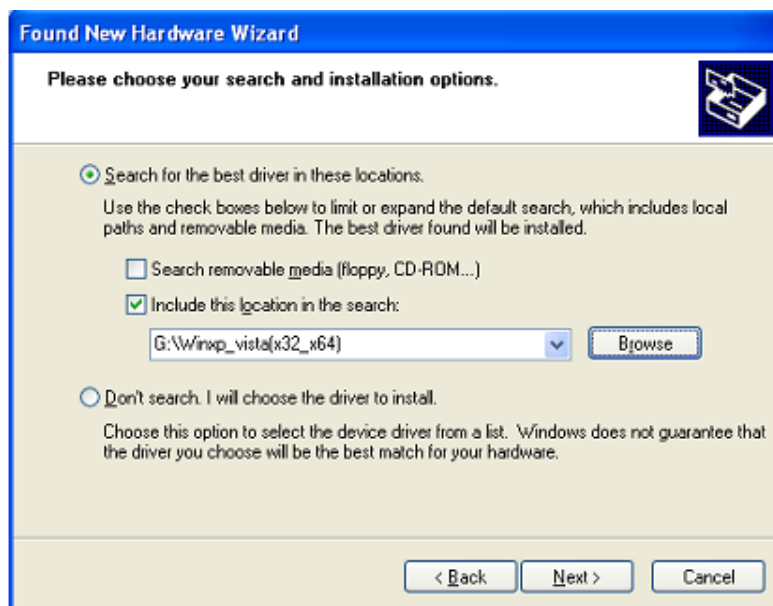 Found New Hardware Wizard
Please choose your search and installation options.
Search for the best driver in these locations.
Use the check boxes below to limit or expand the default search, which includes local
paths and removable media. The best driver found will be installed.
Search removable media (floppy, CD-ROM...)
Include this location in the search:
G:\Winxp_vista(x32_x64)
Browse
Don't search. I will choose the driver to install.
Choose this option to select the device driver from a list. Windows does not guarantee that
the driver you choose will be the best match for your hardware.
< Back
Next >
Cancel